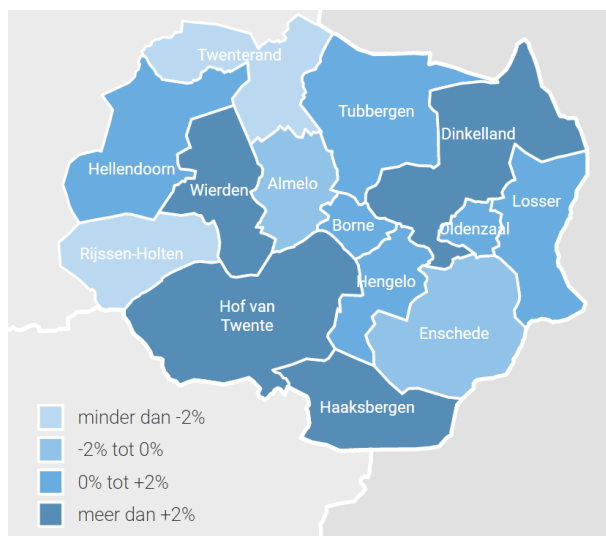 Twenterand
Tubbergen
Dinkelland
Hellendoorn
Wierden
Almelo
Losser
Borne
Oldenzaal
Rijssen-Holten
Hengelo
Hof van
Twente
Enschede
Haaksbergen
minder dan -2%
-2% tot 0%
0% tot +2%
meer dan +2%